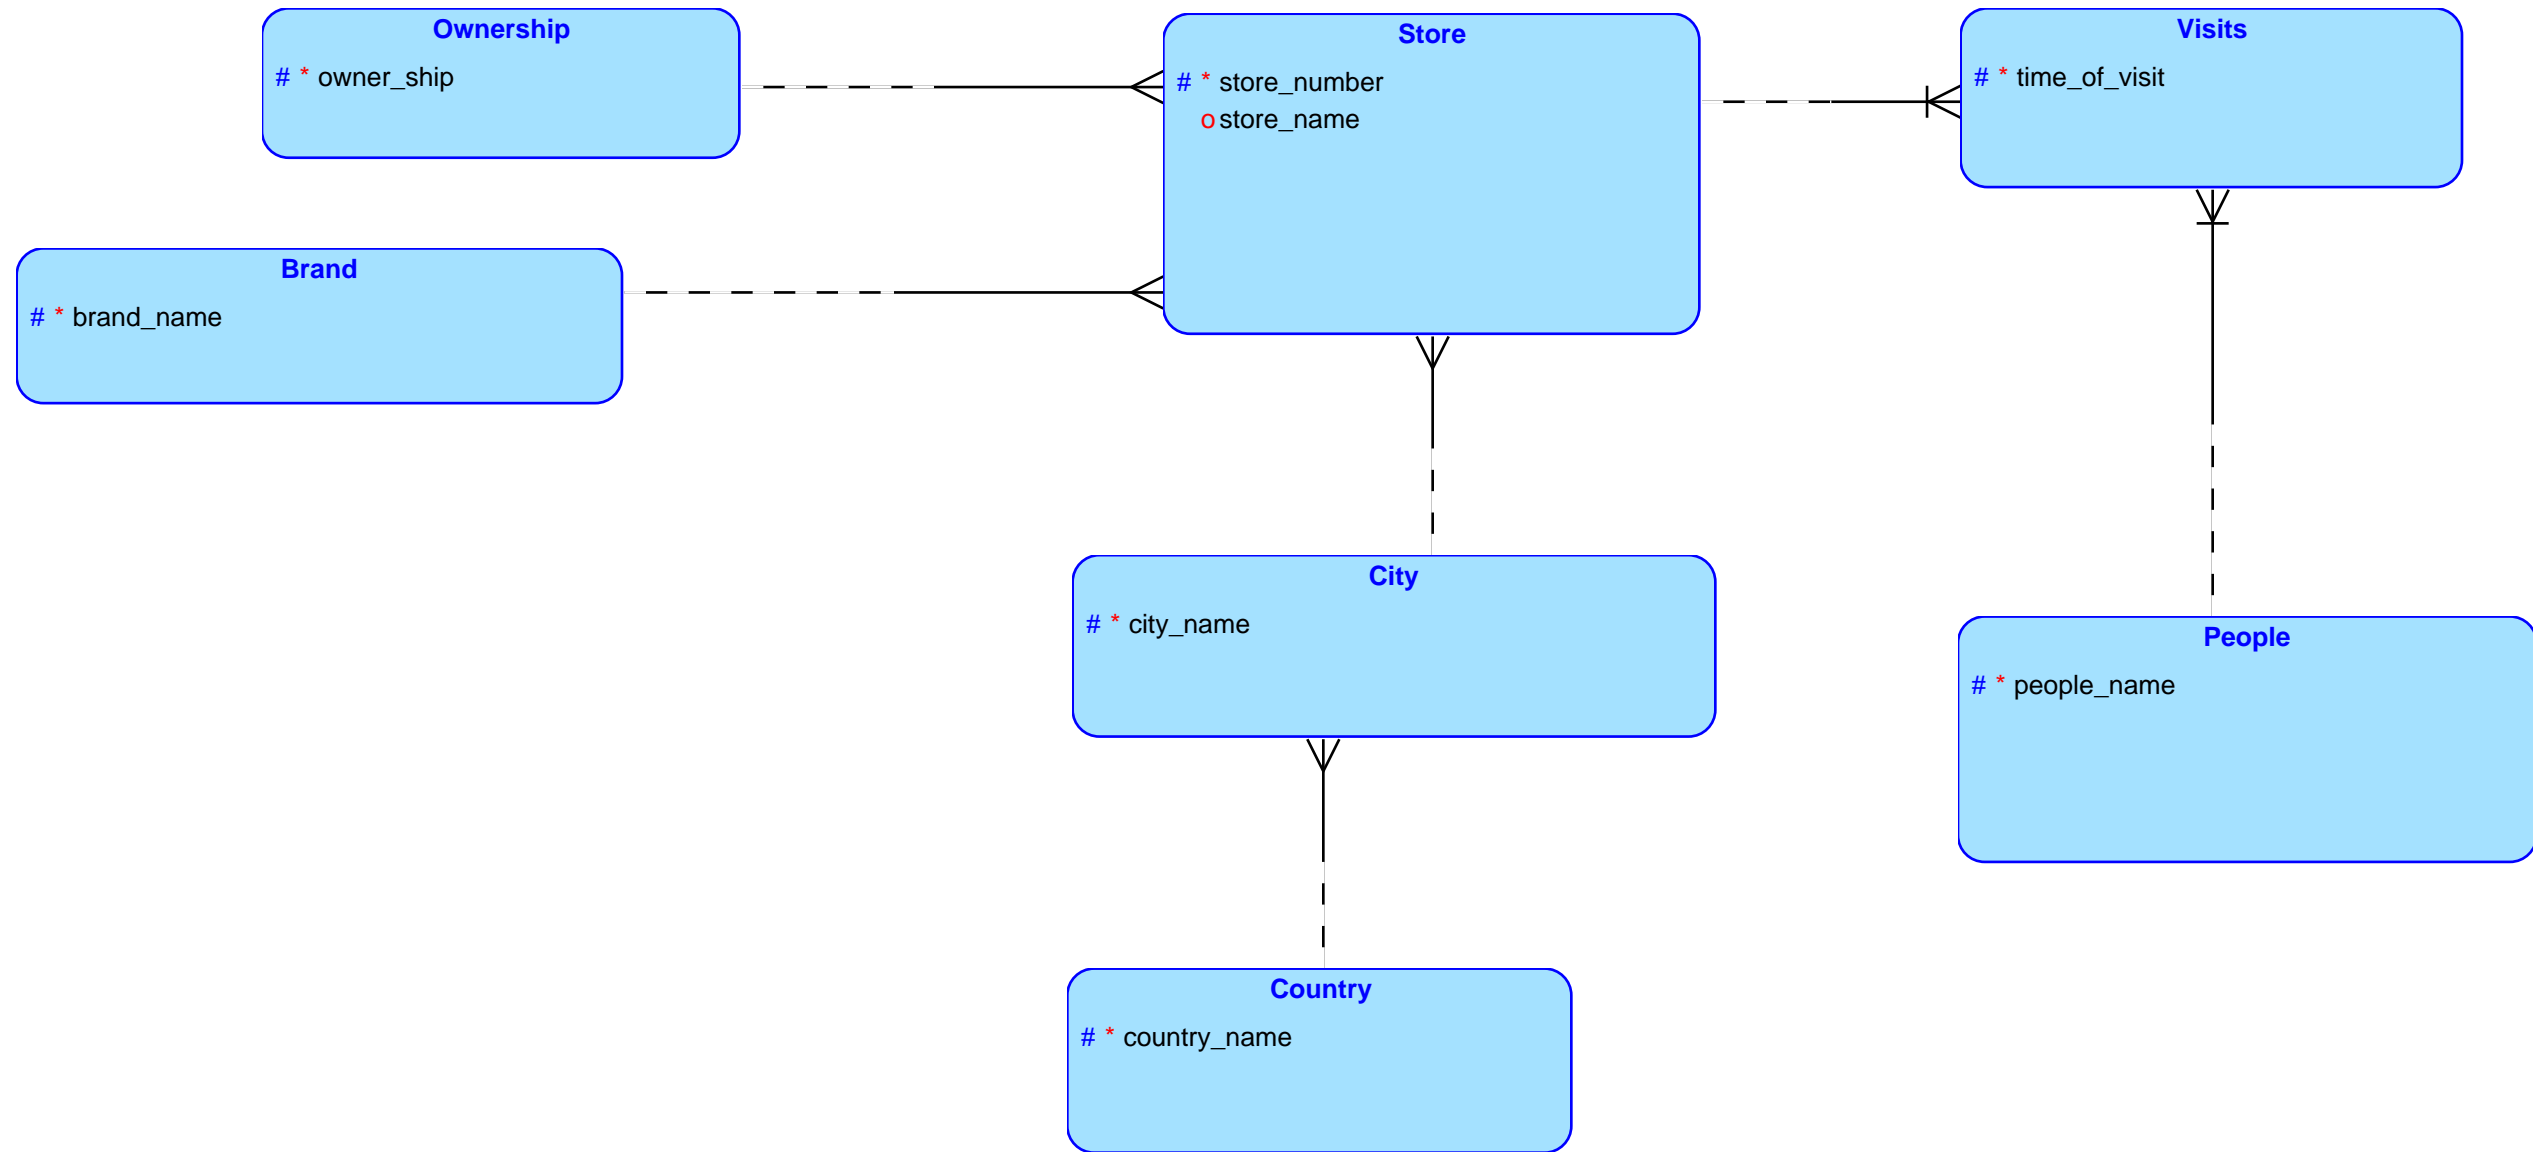 Ownership
# * owner_ship
Store
# * store_number
o store_name
Visits
# * time_of_visit
Brand
# * brand_name
City
# * city_name
People
# * people_name
Country
# * country_name